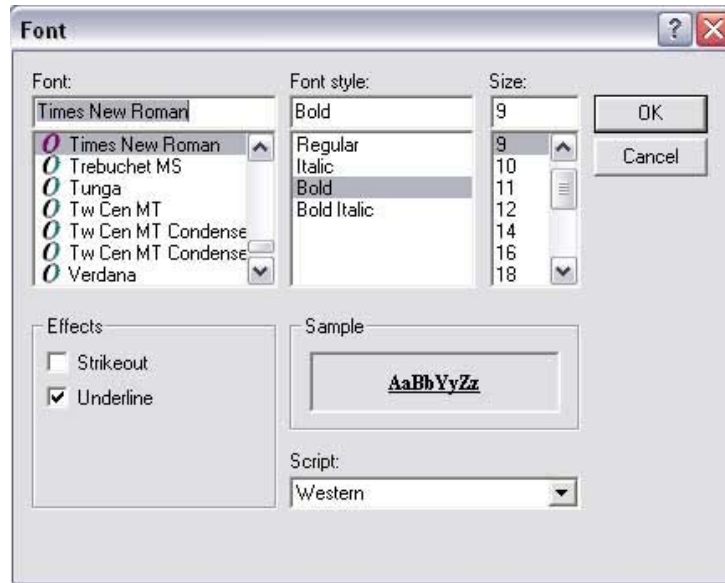 Font
Font:
Times New Roman
Times New Roman
Trebuchet MS
Tunga
Tw Cen MT
Tw Cen MT Condense
Tw Cen MT Condense
Verdana
Font style:
Bold
Regular
Italic
Bold
Bold Italic
Size:
9
9
10
11
12
14
16
18
OK
Cancel
Effects
Strikeout
Underline
Sample
AaBbYyZz
Script:
Western